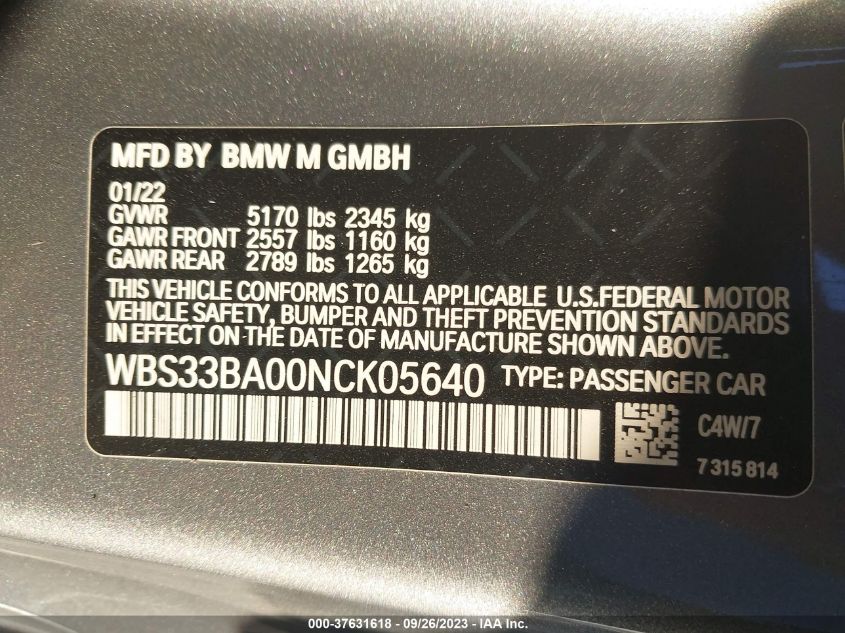 MFD BY BMW M GMBH
01/22
GVWR 5170 lbs 2345 kg
GAWR FRONT 2557 lbs 1160 kg
GAWR REAR 2789 lbs 1265 kg
THIS VEHICLE CONFORMS TO ALL APPLICABLE U.S.FEDERAL MOTOR
VEHICLE SAFETY, BUMPER AND THEFT PREVENTION STANDARDS
IN EFFECT ON THE DATE OF MANUFACTURE SHOWN ABOVE.
WBS33BA00NCK05640 TYPE: PASSENGER CAR
C4W/7
7 315 814
000-37631618 - 09/26/2023 - IAA Inc.